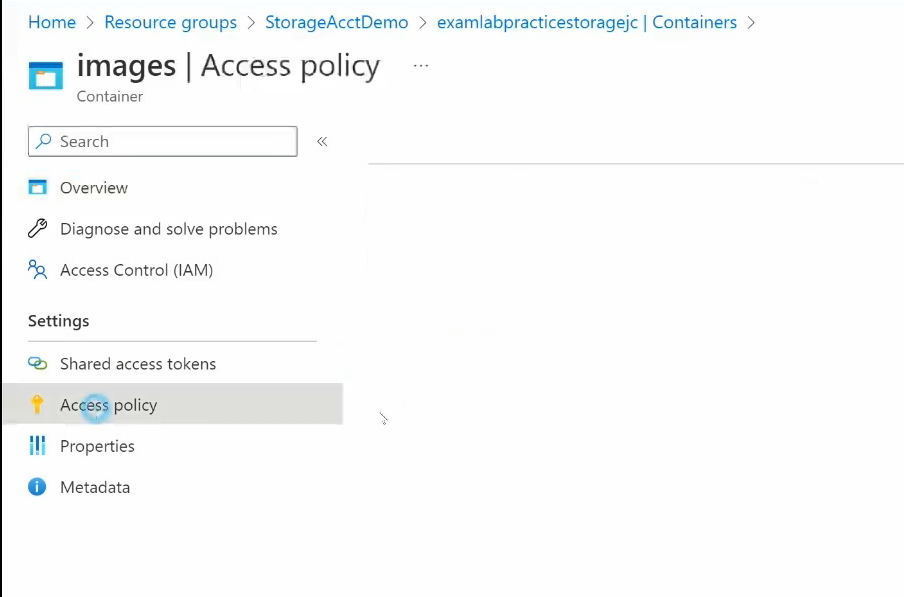 Home > Resource groups > StorageAcctDemo > examlabpracticestoragejc | Containers >
images | Access policy ...
Container
Search «
Overview
Diagnose and solve problems
Access Control (IAM)
Settings
Shared access tokens
Access policy
Properties
Metadata